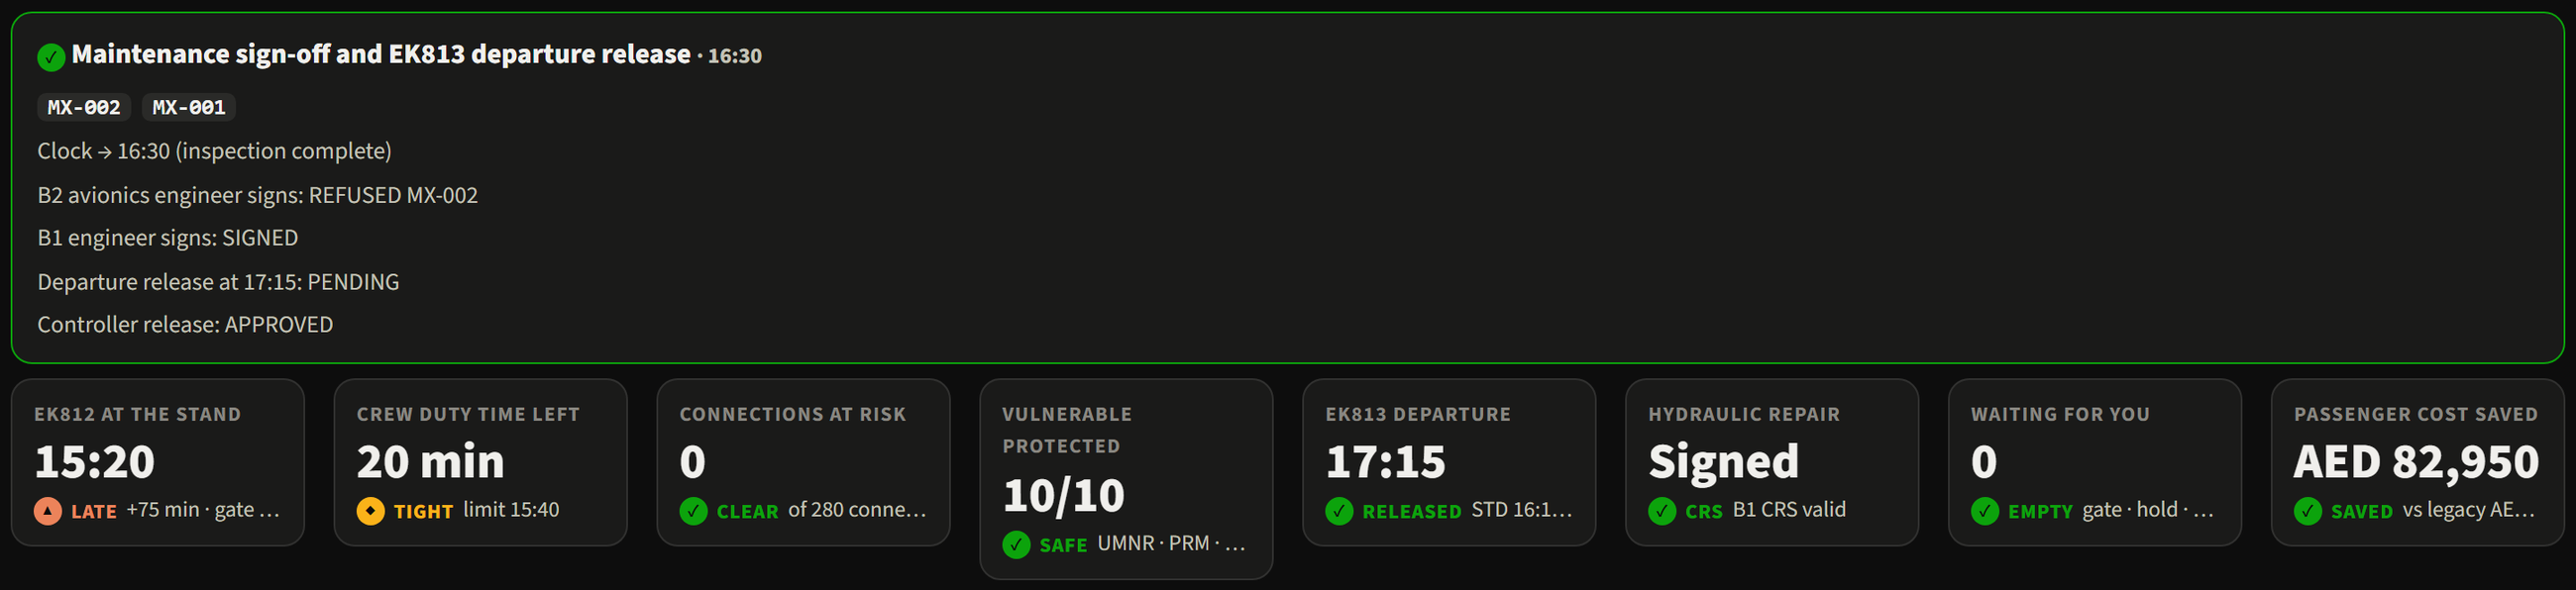 Maintenance sign-off and EK813 departure release · 16:30
MX-002 MX-001
Clock → 16:30 (inspection complete)
B2 avionics engineer signs: REFUSED MX-002
B1 engineer signs: SIGNED
Departure release at 17:15: PENDING
Controller release: APPROVED
EK812 AT THE STAND
15:20
LATE +75 min · gate …
CREW DUTY TIME LEFT
20 min
TIGHT limit 15:40
CONNECTIONS AT RISK
0
CLEAR of 280 conne…
VULNERABLE
PROTECTED
10/10
SAFE UMNR · PRM · …
EK813 DEPARTURE
17:15
RELEASED STD 16:1…
HYDRAULIC REPAIR
Signed
CRS B1 CRS valid
WAITING FOR YOU
0
EMPTY gate · hold · …
PASSENGER COST SAVED
AED 82,950
SAVED vs legacy AE…